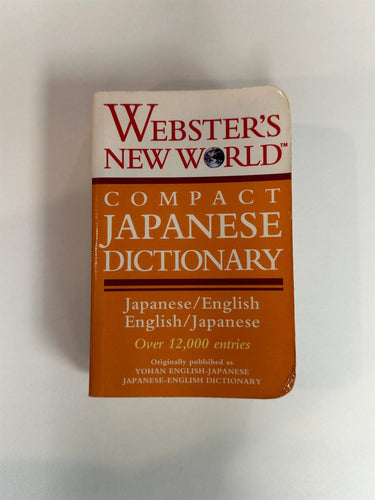 WEBSTER'S
NEW WORLD™
COMPACT
JAPANESE
DICTIONARY
Japanese/English
English/Japanese
Over 12,000 entries
Originally published as
YOHAN ENGLISH-JAPANESE
JAPANESE-ENGLISH DICTIONARY